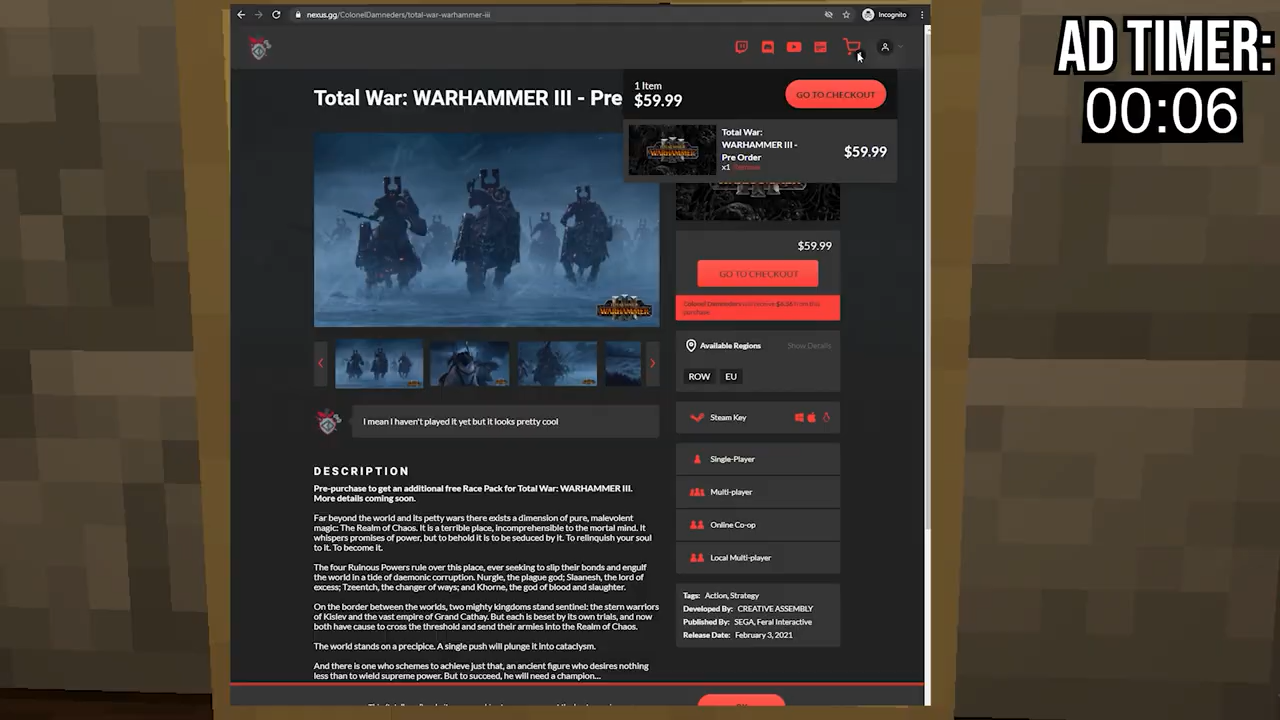 nexus.gg/ColonelDamneders/total-war-warhammer-iii
Incognito
AD TIMER:
00:06
1 Item
$59.99
GO TO CHECKOUT
Total War: WARHAMMER III - Pre
Total War:
WARHAMMER III -
Pre Order
x1 Remove
$59.99
WARHAMMER
$59.99
GO TO CHECKOUT
Colonel Damneders will receive from this
purchase.
WARHAMMER
Available Regions
Show Details
ROW
EU
I mean I haven't played it yet but it looks pretty cool
Steam Key
Single-Player
Multi-player
Online Co-op
Local Multi-player
DESCRIPTION
Pre-purchase to get an additional free Race Pack for Total War: WARHAMMER III.
More details coming soon.
Far beyond the world and its petty wars there exists a dimension of pure, malevolent
magic: The Realm of Chaos. It is a terrible place, incomprehensible to the mortal mind. It
whispers promises of power, but to behold it is to be seduced by it. To relinquish your soul
to it. To become it.
The four Ruinous Powers rule over this place, ever seeking to slip their bonds and engulf
the world in a tide of daemonic corruption. Nurgle, the plague god; Slaanesh, the lord of
excess; Tzeentch, the changer of ways; and Khorne, the god of blood and slaughter.
On the border between the worlds, two mighty kingdoms stand sentinel: the stern warriors
of Kislev and the vast empire of Grand Cathay. But each is beset by its own trials, and now
both have cause to cross the threshold and send their armies into the Realm of Chaos.
The world stands on a precipice. A single push will plunge it into cataclysm.
And there is one who schemes to achieve just that, an ancient figure who desires nothing
less than to wield supreme power. But to succeed, he will need a champion...
Tags: Action, Strategy
Developed By: CREATIVE ASSEMBLY
Published By: SEGA, Feral Interactive
Release Date: February 3, 2021